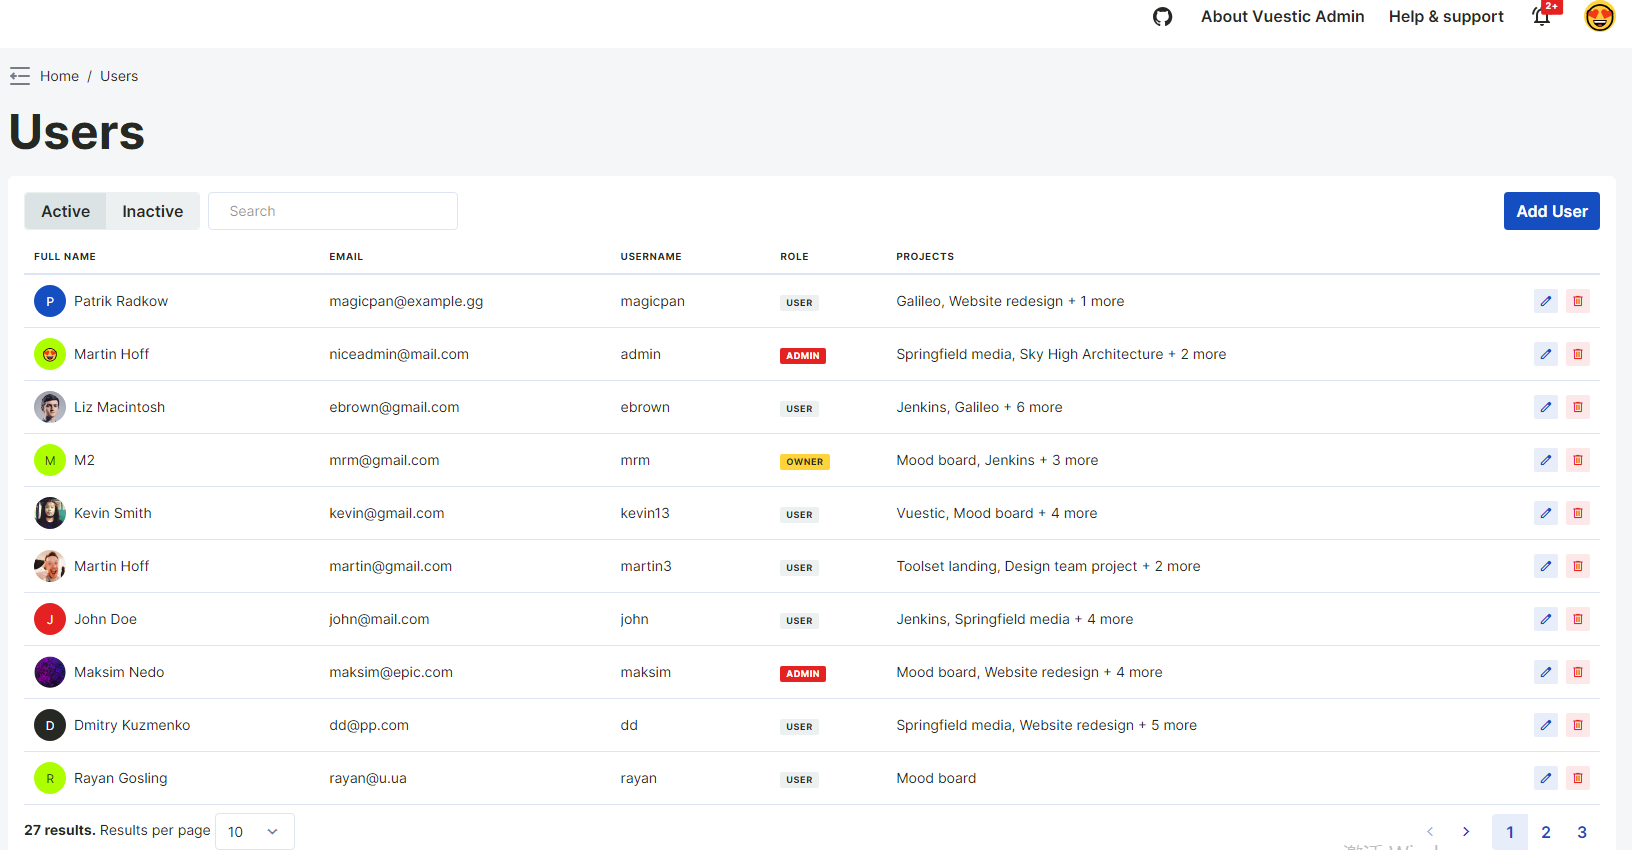 About Vuestic Admin Help & support 2+
Home / Users
Users
Active Inactive Search Add User
FULL NAME EMAIL USERNAME ROLE PROJECTS
P Patrik Radkow magicpan@example.gg magicpan USER Galileo, Website redesign + 1 more
Martin Hoff niceadmin@mail.com admin ADMIN Springfield media, Sky High Architecture + 2 more
Liz Macintosh ebrown@gmail.com ebrown USER Jenkins, Galileo + 6 more
M M2 mrm@gmail.com mrm OWNER Mood board, Jenkins + 3 more
Kevin Smith kevin@gmail.com kevin13 USER Vuestic, Mood board + 4 more
Martin Hoff martin@gmail.com martin3 USER Toolset landing, Design team project + 2 more
J John Doe john@mail.com john USER Jenkins, Springfield media + 4 more
Maksim Nedo maksim@epic.com maksim ADMIN Mood board, Website redesign + 4 more
D Dmitry Kuzmenko dd@pp.com dd USER Springfield media, Website redesign + 5 more
R Rayan Gosling rayan@u.ua rayan USER Mood board
27 results. Results per page 10 1 2 3